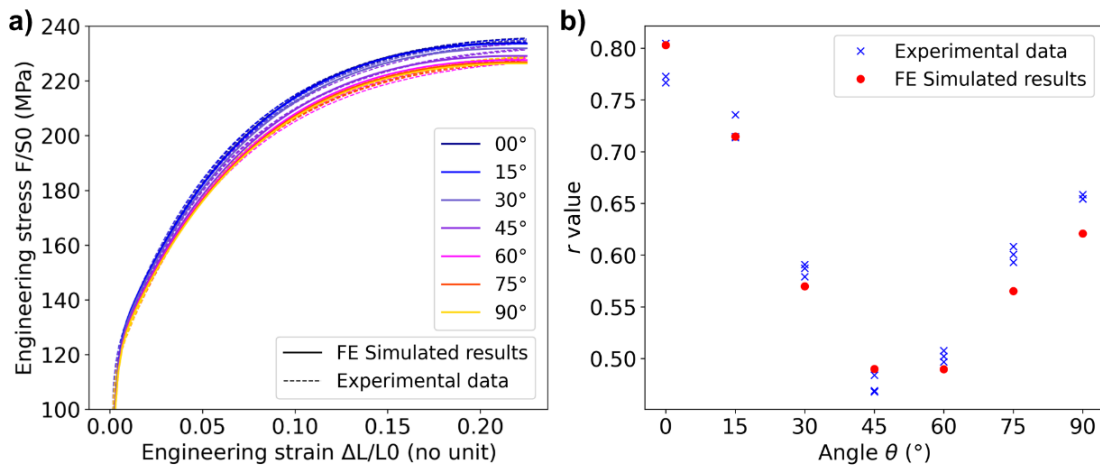 a)
240
220
200
180
160
140
120
100
Engineering stress F/S0 (MPa)
00°
15°
30°
45°
60°
75°
90°
FE Simulated results
Experimental data
0.00 0.05 0.10 0.15 0.20
Engineering strain ΔL/L0 (no unit)
b)
0.80
0.75
0.70
0.65
0.60
0.55
0.50
r value
Experimental data
FE Simulated results
0 15 30 45 60 75 90
Angle θ (°)